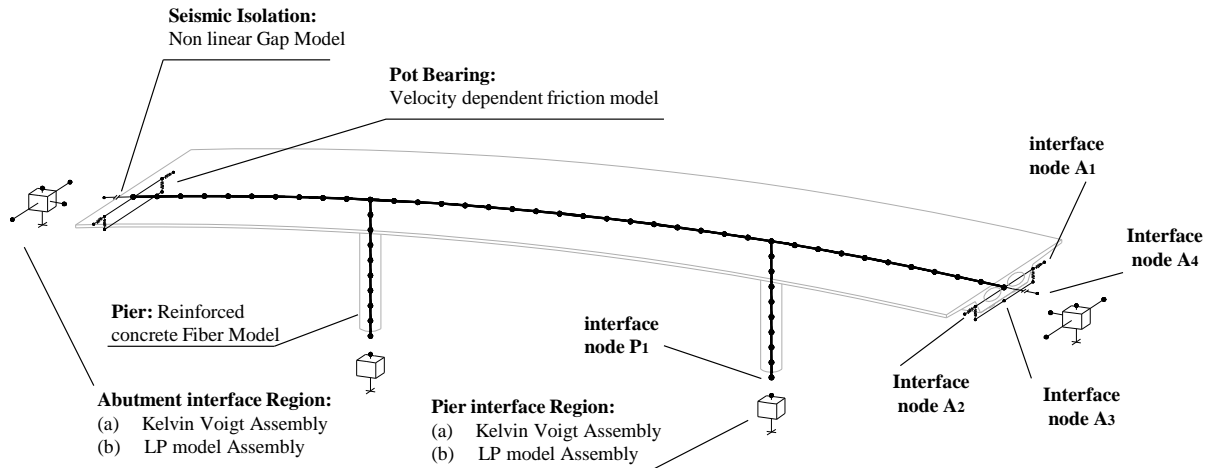 Seismic Isolation:
Non linear Gap Model
Pot Bearing:
Velocity dependent friction model
interface
node A1
Interface
node A4
Pier: Reinforced
concrete Fiber Model
interface
node P1
Interface
node A2
Interface
node A3
Abutment interface Region:
(a) Kelvin Voigt Assembly
(b) LP model Assembly
Pier interface Region:
(a) Kelvin Voigt Assembly
(b) LP model Assembly